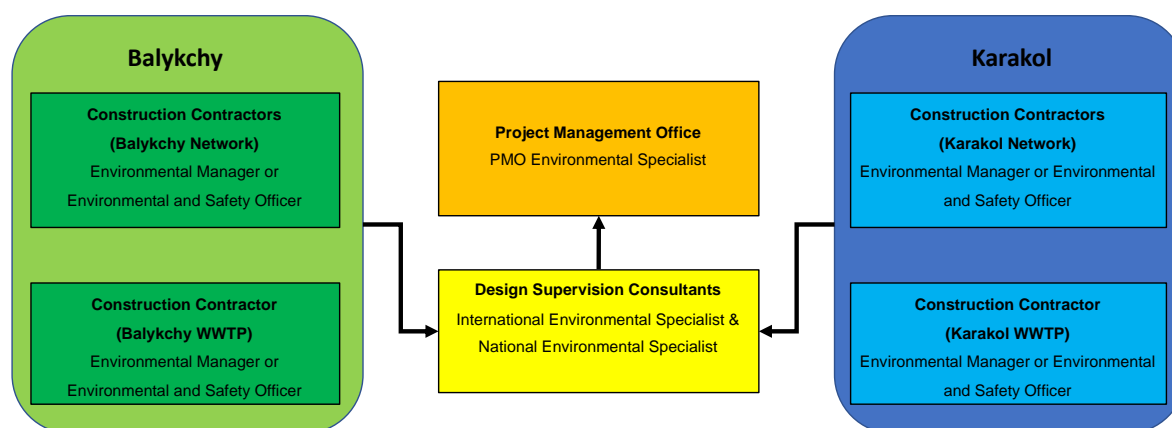 Balykchy
Construction Contractors
(Balykchy Network)
Environmental Manager or
Environmental and Safety Officer
Construction Contractor
(Balykchy WWTP)
Environmental Manager or
Environmental and Safety Officer
Project Management Office
PMO Environmental Specialist
Design Supervision Consultants
International Environmental Specialist &
National Environmental Specialist
Karakol
Construction Contractors
(Karakol Network)
Environmental Manager or Environmental
and Safety Officer
Construction Contractor
(Karakol WWTP)
Environmental Manager or Environmental
and Safety Officer